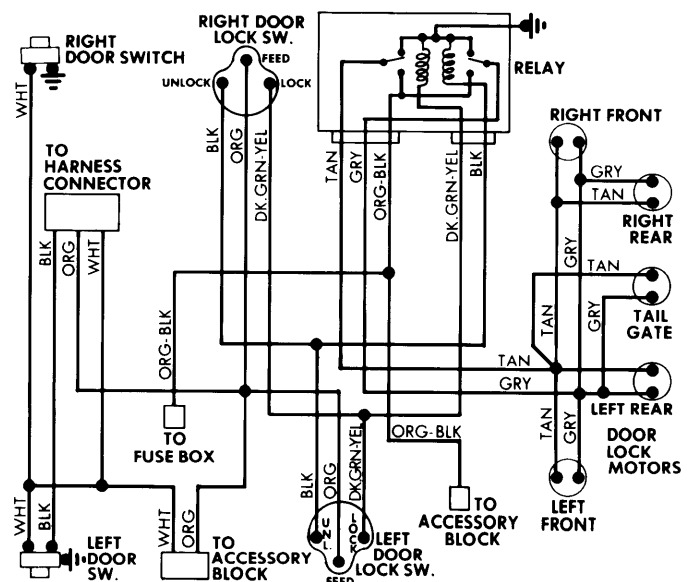 RIGHT
DOOR SWITCH
RIGHT DOOR
LOCK SW.
FEED
UNLOCK
LOCK
RELAY
RIGHT FRONT
WHT
BLK
ORG
DK.GRN-YEL
TAN
GRY
ORG-BLK
DK.GRN-YEL
BLK
GRY
TAN
RIGHT
REAR
TO
HARNESS
CONNECTOR
BLK
ORG
WHT
GRY
TAN
TAIL
GATE
TAN
GRY
ORG-BLK
TAN
GRY
LEFT REAR
TO
FUSE BOX
ORG-BLK
TAN
GRY
DOOR
LOCK
MOTORS
BLK
ORG
DK.GRN-YEL
WHT
BLK
WHT
ORG
UNL
LOCK
TO
ACCESSORY
BLOCK
LEFT
FRONT
LEFT
DOOR
SW.
TO
ACCESSORY
BLOCK
LEFT
DOOR
LOCK SW.
FEED